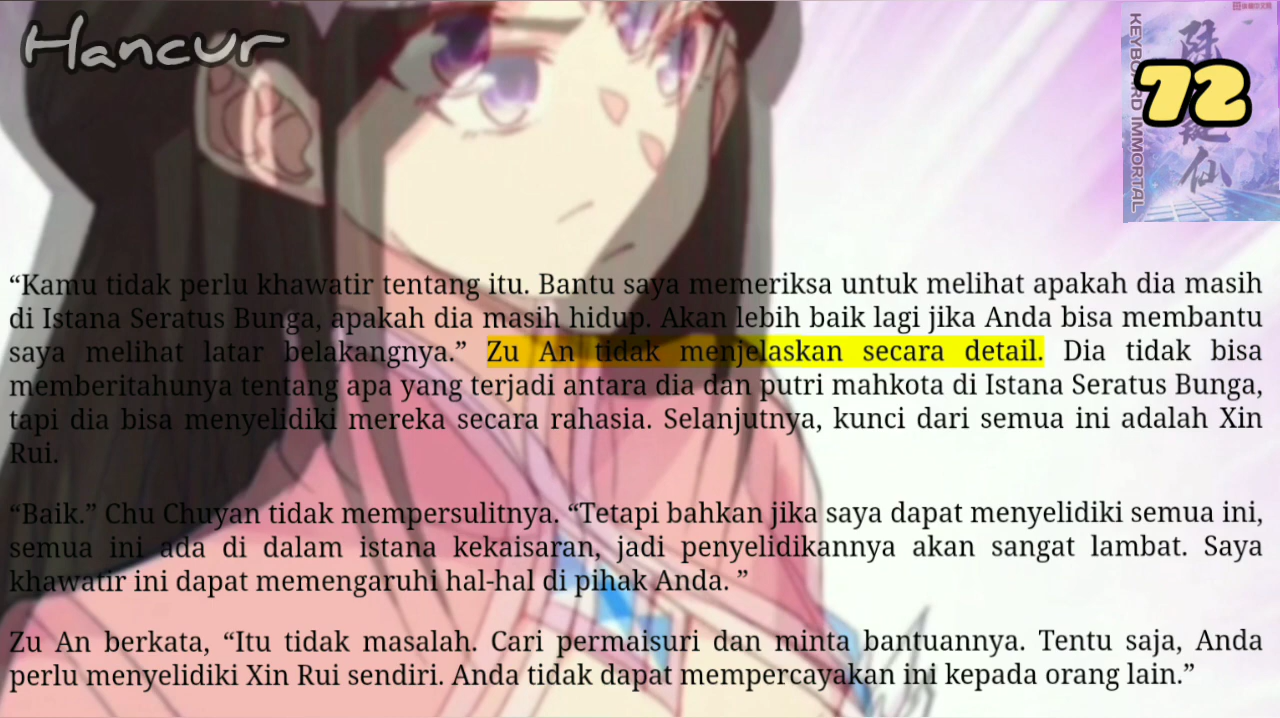 Hancur
72
KEYBOARD IMMORTAL
“Kamu tidak perlu khawatir tentang itu. Bantu saya memeriksa untuk melihat apakah dia masih
di Istana Seratus Bunga, apakah dia masih hidup. Akan lebih baik lagi jika Anda bisa membantu
saya melihat latar belakangnya.” Zu An tidak menjelaskan secara detail. Dia tidak bisa
memberitahunya tentang apa yang terjadi antara dia dan putri mahkota di Istana Seratus Bunga,
tapi dia bisa menyelidiki mereka secara rahasia. Selanjutnya, kunci dari semua ini adalah Xin
Rui.
“Baik.” Chu Chuyan tidak mempersulitnya. “Tetapi bahkan jika saya dapat menyelidiki semua ini,
semua ini ada di dalam istana kekaisaran, jadi penyelidikannya akan sangat lambat. Saya
khawatir ini dapat memengaruhi hal-hal di pihak Anda. ”
Zu An berkata, “Itu tidak masalah. Cari permaisuri dan minta bantuannya. Tentu saja, Anda
perlu menyelidiki Xin Rui sendiri. Anda tidak dapat mempercayakan ini kepada orang lain.”